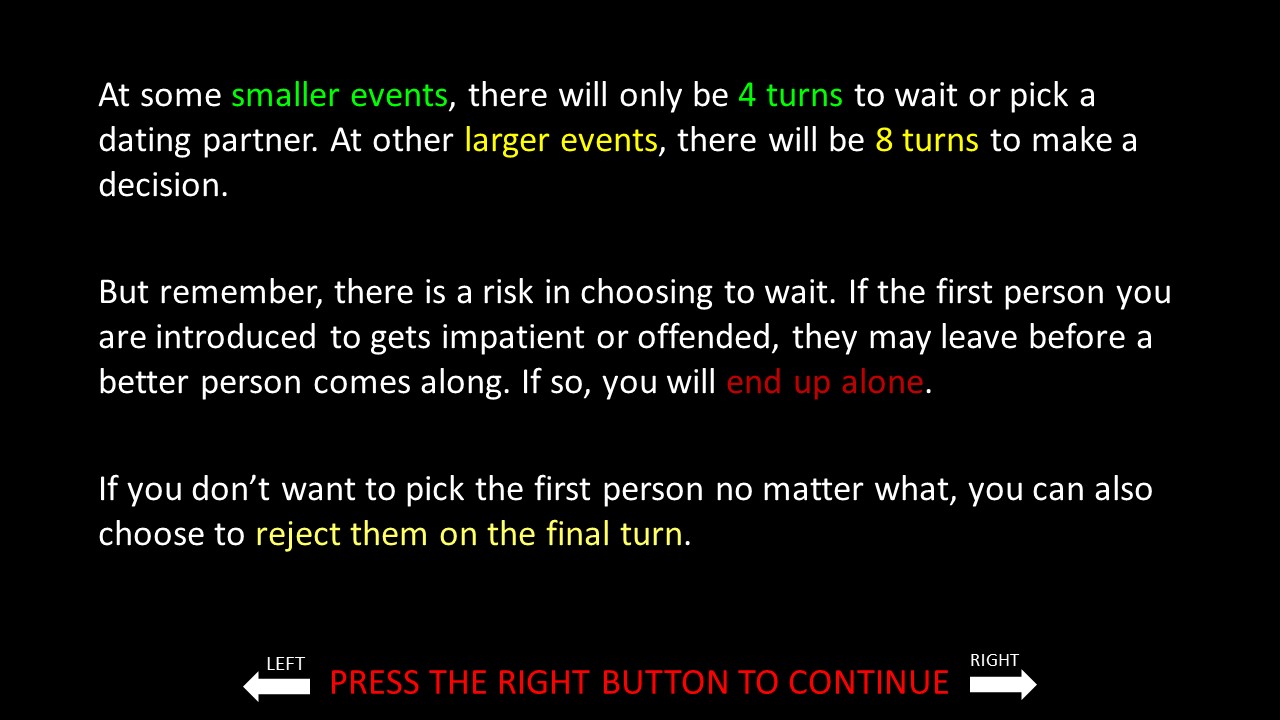 At some smaller events, there will only be 4 turns to wait or pick a
dating partner. At other larger events, there will be 8 turns to make a
decision.
But remember, there is a risk in choosing to wait. If the first person you
are introduced to gets impatient or offended, they may leave before a
better person comes along. If so, you will end up alone.
If you don’t want to pick the first person no matter what, you can also
choose to reject them on the final turn.
LEFT
PRESS THE RIGHT BUTTON TO CONTINUE
RIGHT